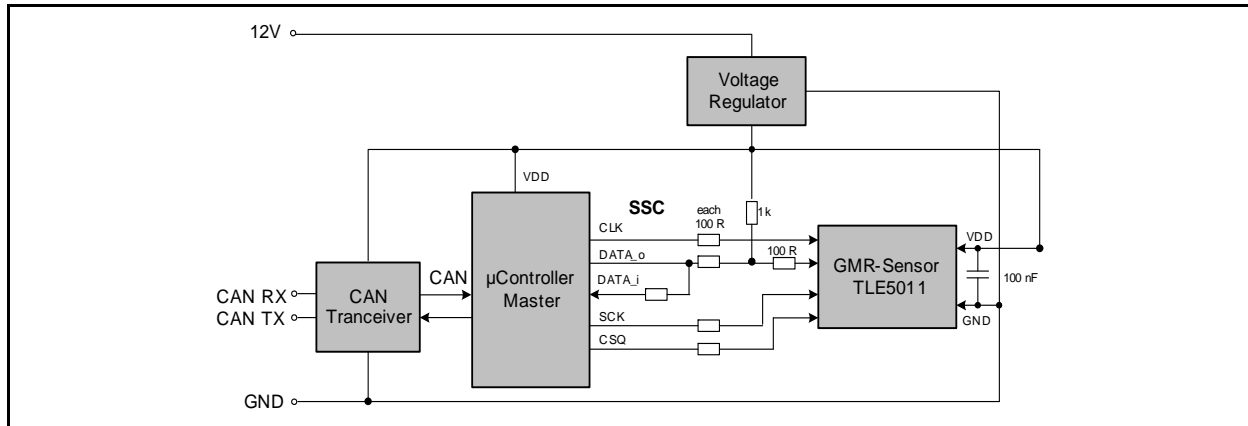 12V
Voltage
Regulator
VDD
SSC
each
100 R
1k
CLK
DATA_o
100 R
DATA_i
VDD
GMR-Sensor
TLE5011
100 nF
GND
CAN
µController
Master
CAN RX
CAN TX
CAN
Tranceiver
SCK
CSQ
GND